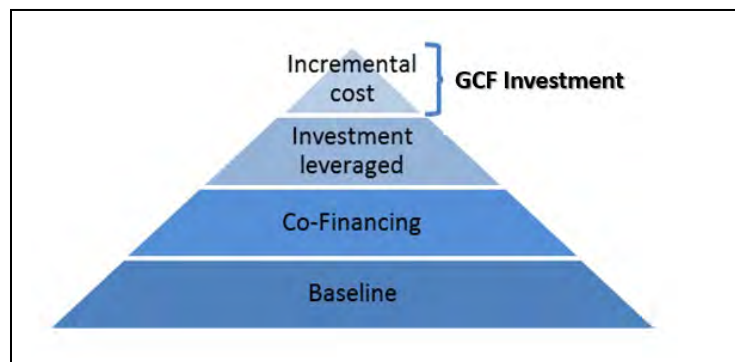 Incremental
cost
GCF Investment
Investment
leveraged
Co-Financing
Baseline